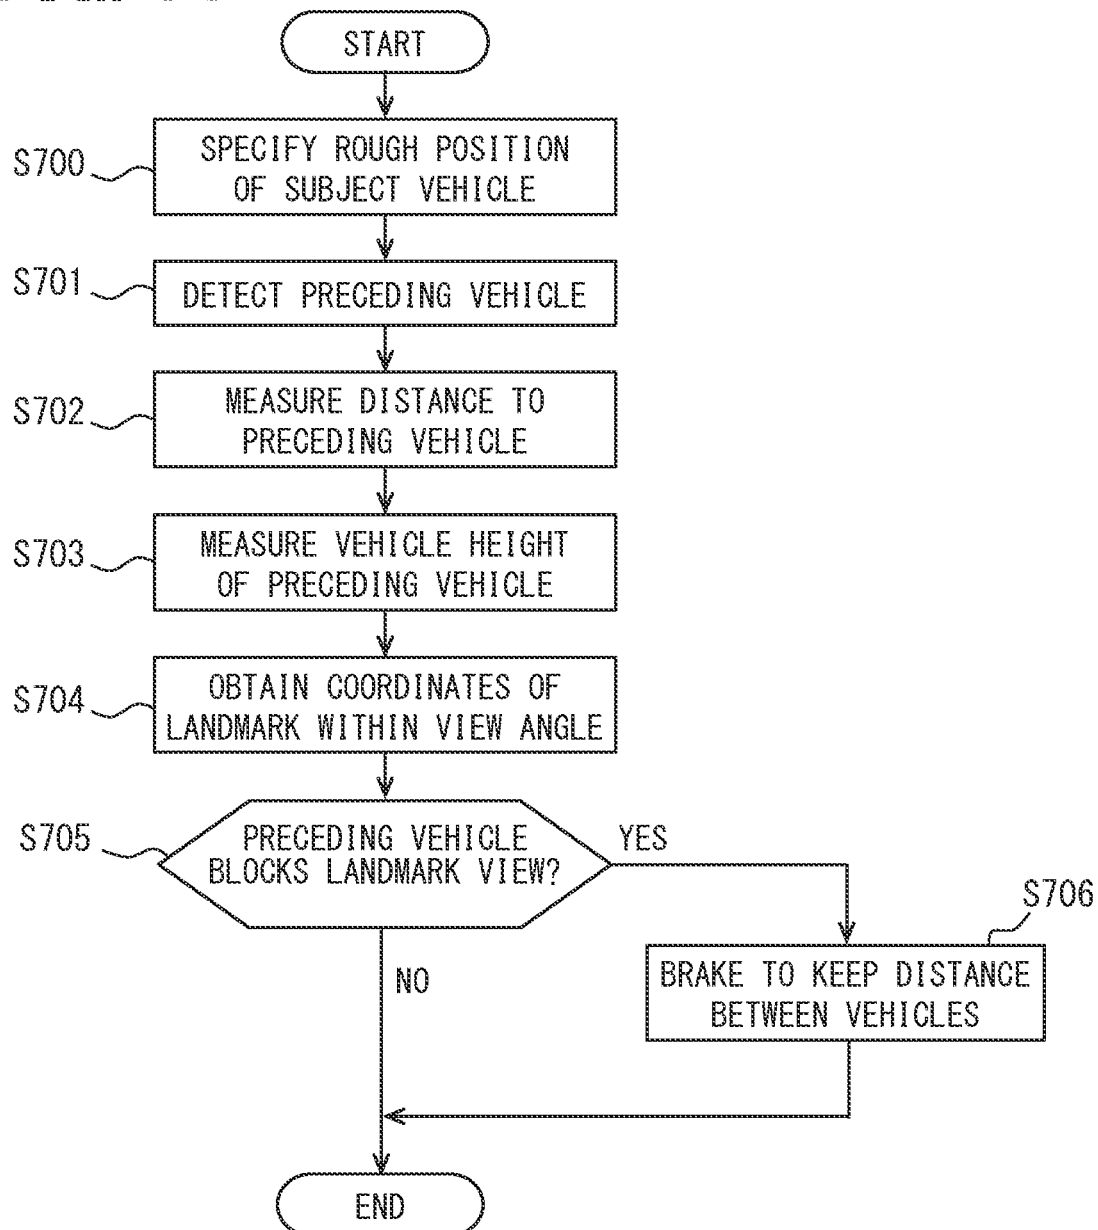 START
S700
SPECIFY ROUGH POSITION
OF SUBJECT VEHICLE
S701
DETECT PRECEDING VEHICLE
S702
MEASURE DISTANCE TO
PRECEDING VEHICLE
S703
MEASURE VEHICLE HEIGHT
OF PRECEDING VEHICLE
S704
OBTAIN COORDINATES OF
LANDMARK WITHIN VIEW ANGLE
S705
PRECEDING VEHICLE
BLOCKS LANDMARK VIEW?
YES
S706
BRAKE TO KEEP DISTANCE
BETWEEN VEHICLES
NO
END